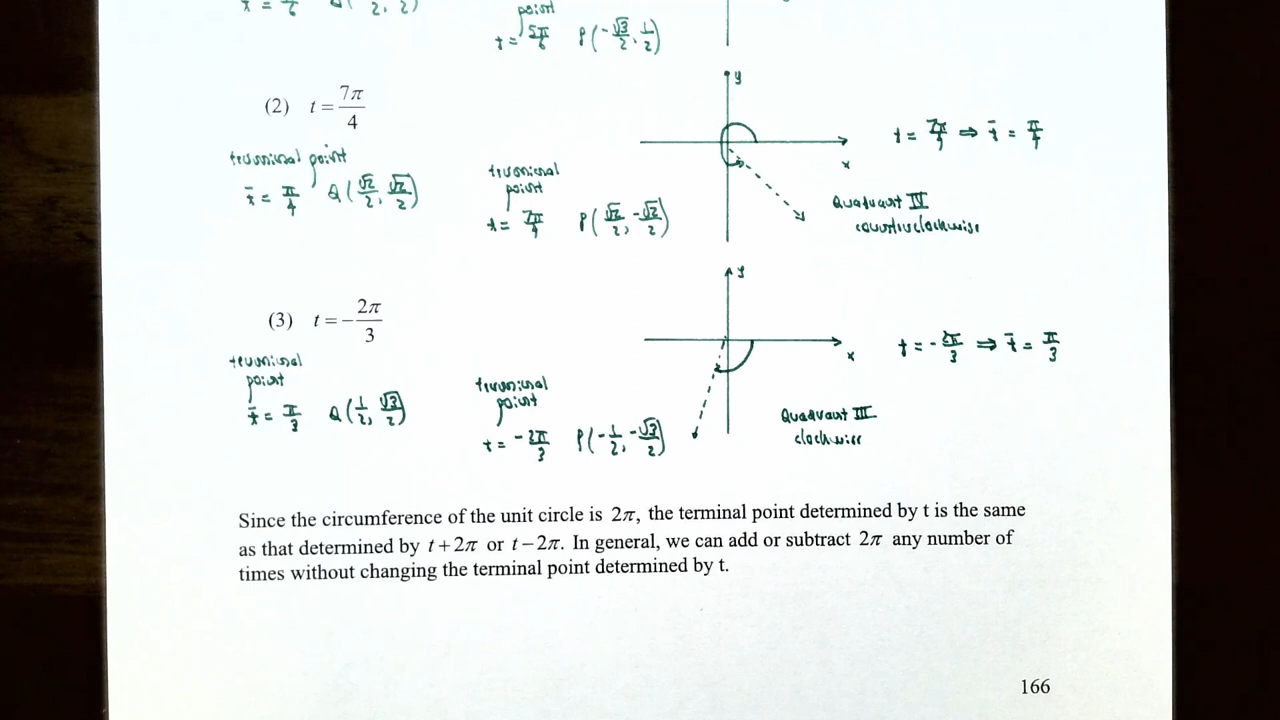 t̄ = π/6 Q( /2, /2)
point
t = 5π/6 P(-√3/2, 1/2)
y
(2) t = 7π/4
x
t = 7π/4 ⇒ t̄ = π/4
terminal point
t̄ = π/4 Q(√2/2, √2/2)
terminal
point
t = 7π/4 P(√2/2, -√2/2)
Quadrant IV
counterclockwise
y
(3) t = -2π/3
x
t = -2π/3 ⇒ t̄ = π/3
terminal
point
t̄ = π/3 Q(1/2, √3/2)
terminal
point
t = -2π/3 P(-1/2, -√3/2)
Quadrant III
clockwise
Since the circumference of the unit circle is 2π, the terminal point determined by t is the same
as that determined by t+2π or t−2π. In general, we can add or subtract 2π any number of
times without changing the terminal point determined by t.
166